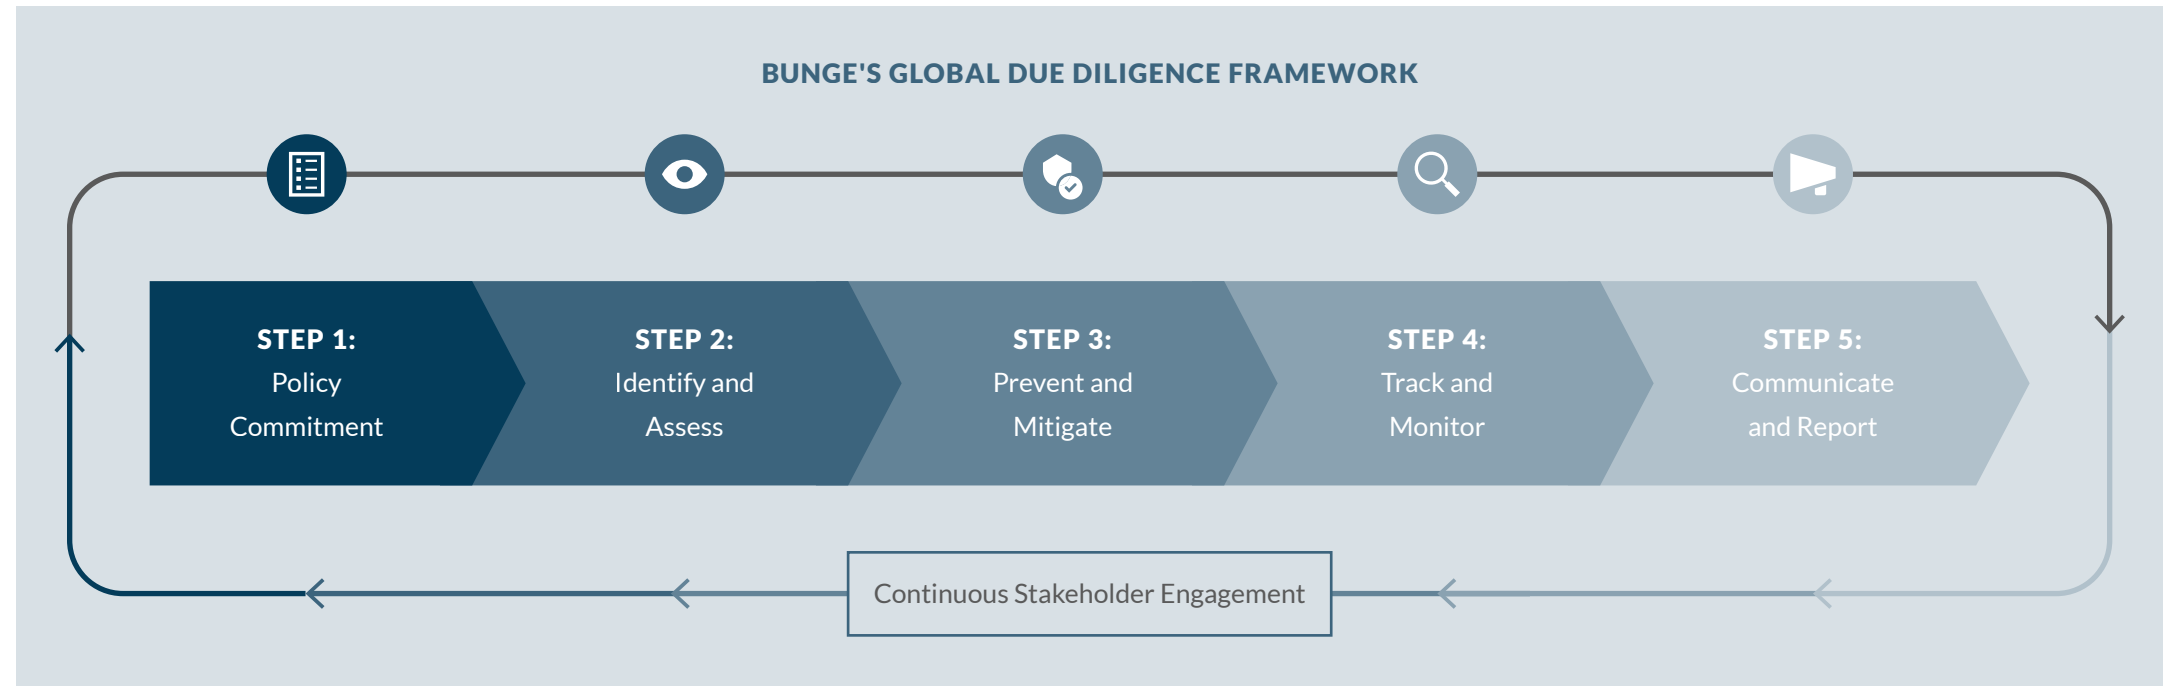 BUNGE'S GLOBAL DUE DILIGENCE FRAMEWORK
STEP 1:
Policy
Commitment
STEP 2:
Identify and
Assess
STEP 3:
Prevent and
Mitigate
STEP 4:
Track and
Monitor
STEP 5:
Communicate
and Report
Continuous Stakeholder Engagement